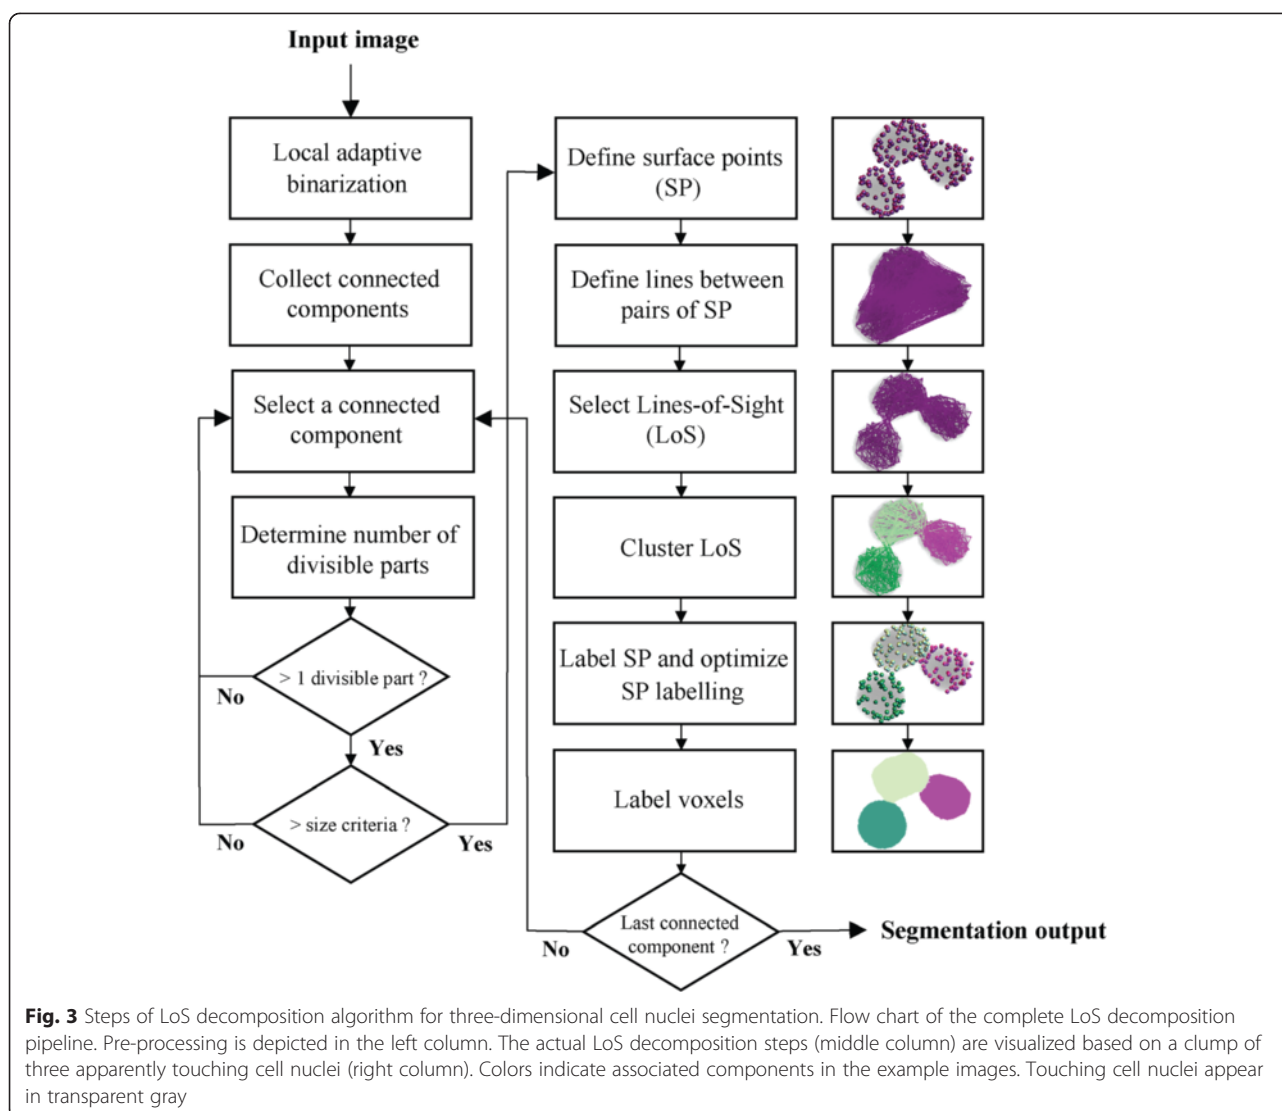 Input image
Local adaptive
binarization
Collect connected
components
Select a connected
component
Determine number of
divisible parts
> 1 divisible part ?
No
Yes
> size criteria ?
No
Yes
Define surface points
(SP)
Define lines between
pairs of SP
Select Lines-of-Sight
(LoS)
Cluster LoS
Label SP and optimize
SP labelling
Label voxels
Last connected
component ?
No
Yes
Segmentation output
Fig. 3 Steps of LoS decomposition algorithm for three-dimensional cell nuclei segmentation. Flow chart of the complete LoS decomposition
pipeline. Pre-processing is depicted in the left column. The actual LoS decomposition steps (middle column) are visualized based on a clump of
three apparently touching cell nuclei (right column). Colors indicate associated components in the example images. Touching cell nuclei appear
in transparent gray